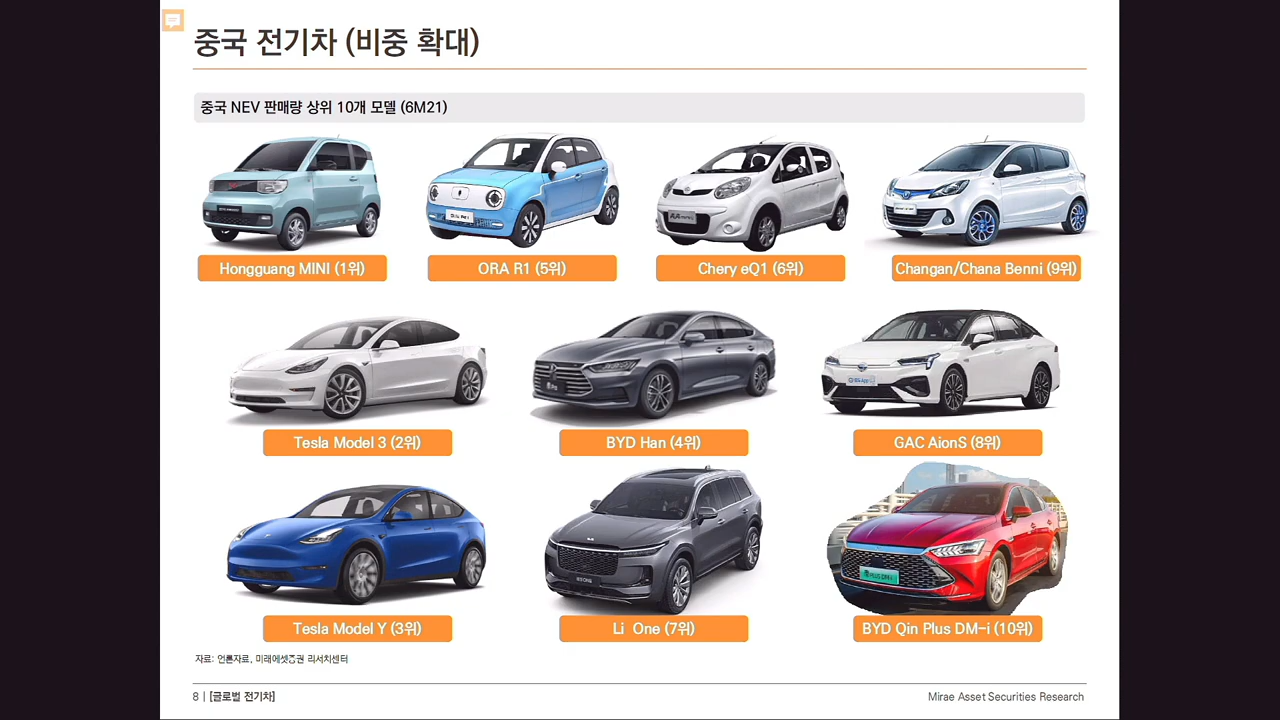 중국 전기차 (비중 확대)
중국 NEV 판매량 상위 10개 모델 (6M21)
Hongguang MINI (1위)
ORA R1 (5위)
Chery eQ1 (6위)
Changan/Chana Benni (9위)
Tesla Model 3 (2위)
BYD Han (4위)
GAC AionS (8위)
Tesla Model Y (3위)
Li One (7위)
PLUS DM-i
BYD Qin Plus DM-i (10위)
자료: 언론자료, 미래에셋증권 리서치센터
8 | [글로벌 전기차]
Mirae Asset Securities Research